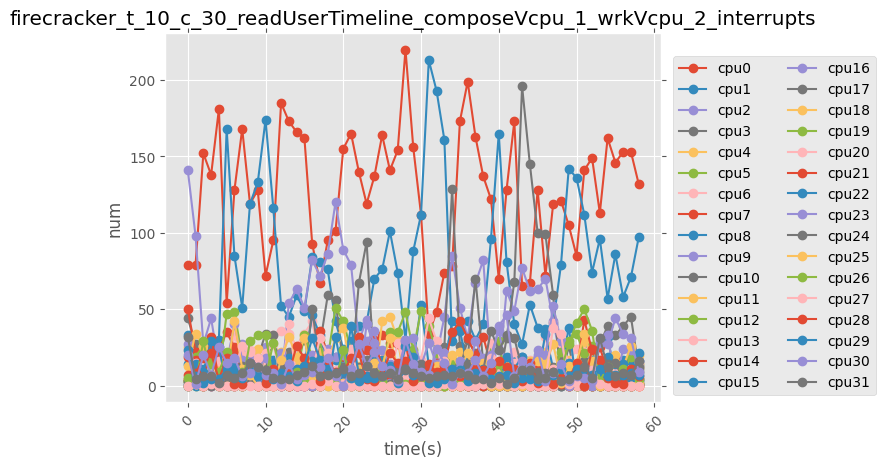 firecracker_t_10_c_30_readUserTimeline_composeVcpu_1_wrkVcpu_2_interrupts
num
200
150
100
50
0
0
10
20
30
40
50
60
time(s)
cpu0
cpu1
cpu2
cpu3
cpu4
cpu5
cpu6
cpu7
cpu8
cpu9
cpu10
cpu11
cpu12
cpu13
cpu14
cpu15
cpu16
cpu17
cpu18
cpu19
cpu20
cpu21
cpu22
cpu23
cpu24
cpu25
cpu26
cpu27
cpu28
cpu29
cpu30
cpu31